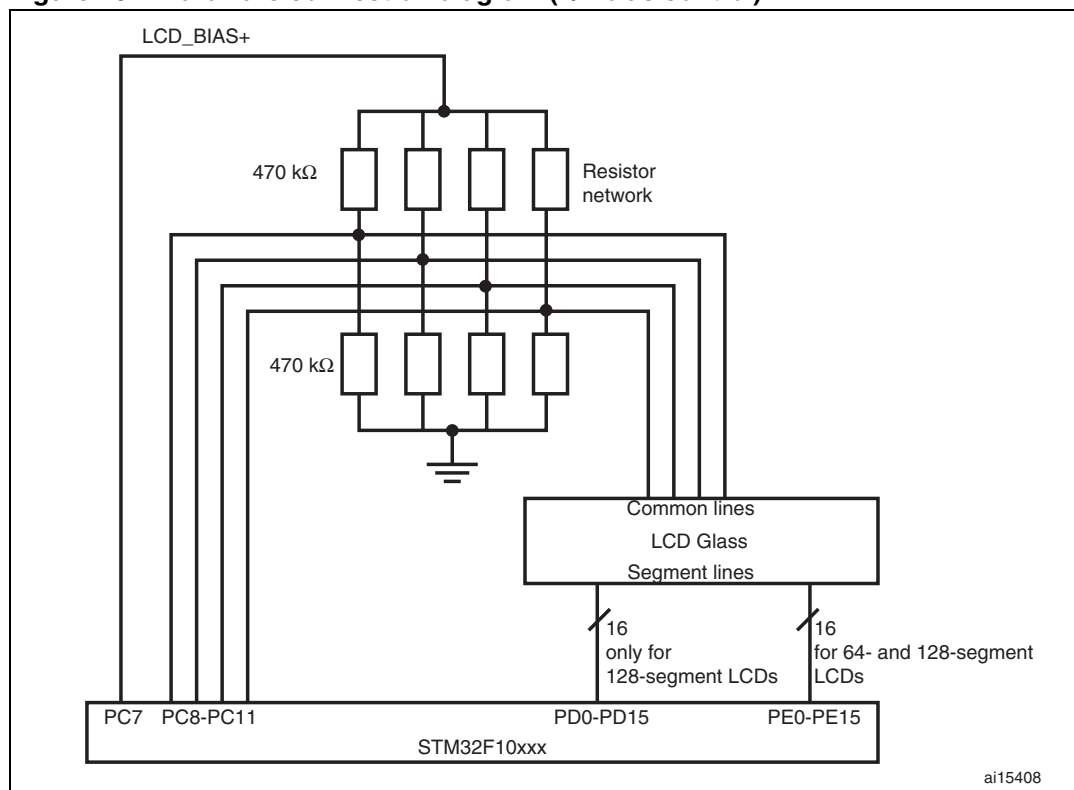 LCD_BIAS+
470 kΩ
Resistor
network
470 kΩ
Common lines
LCD Glass
Segment lines
16
only for
128-segment LCDs
16
for 64- and 128-segment
LCDs
PC7
PC8-PC11
PD0-PD15
PE0-PE15
STM32F10xxx
ai15408